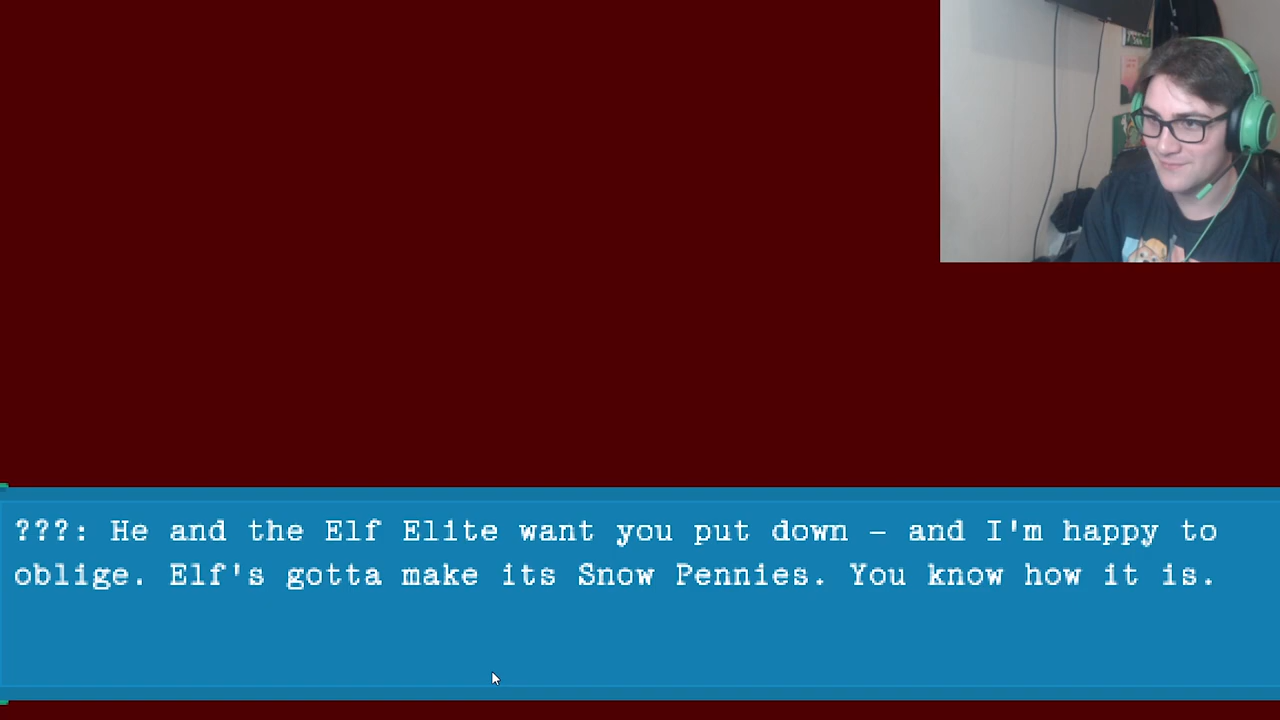 ???: He and the Elf Elite want you put down – and I'm happy to
oblige. Elf's gotta make its Snow Pennies. You know how it is.